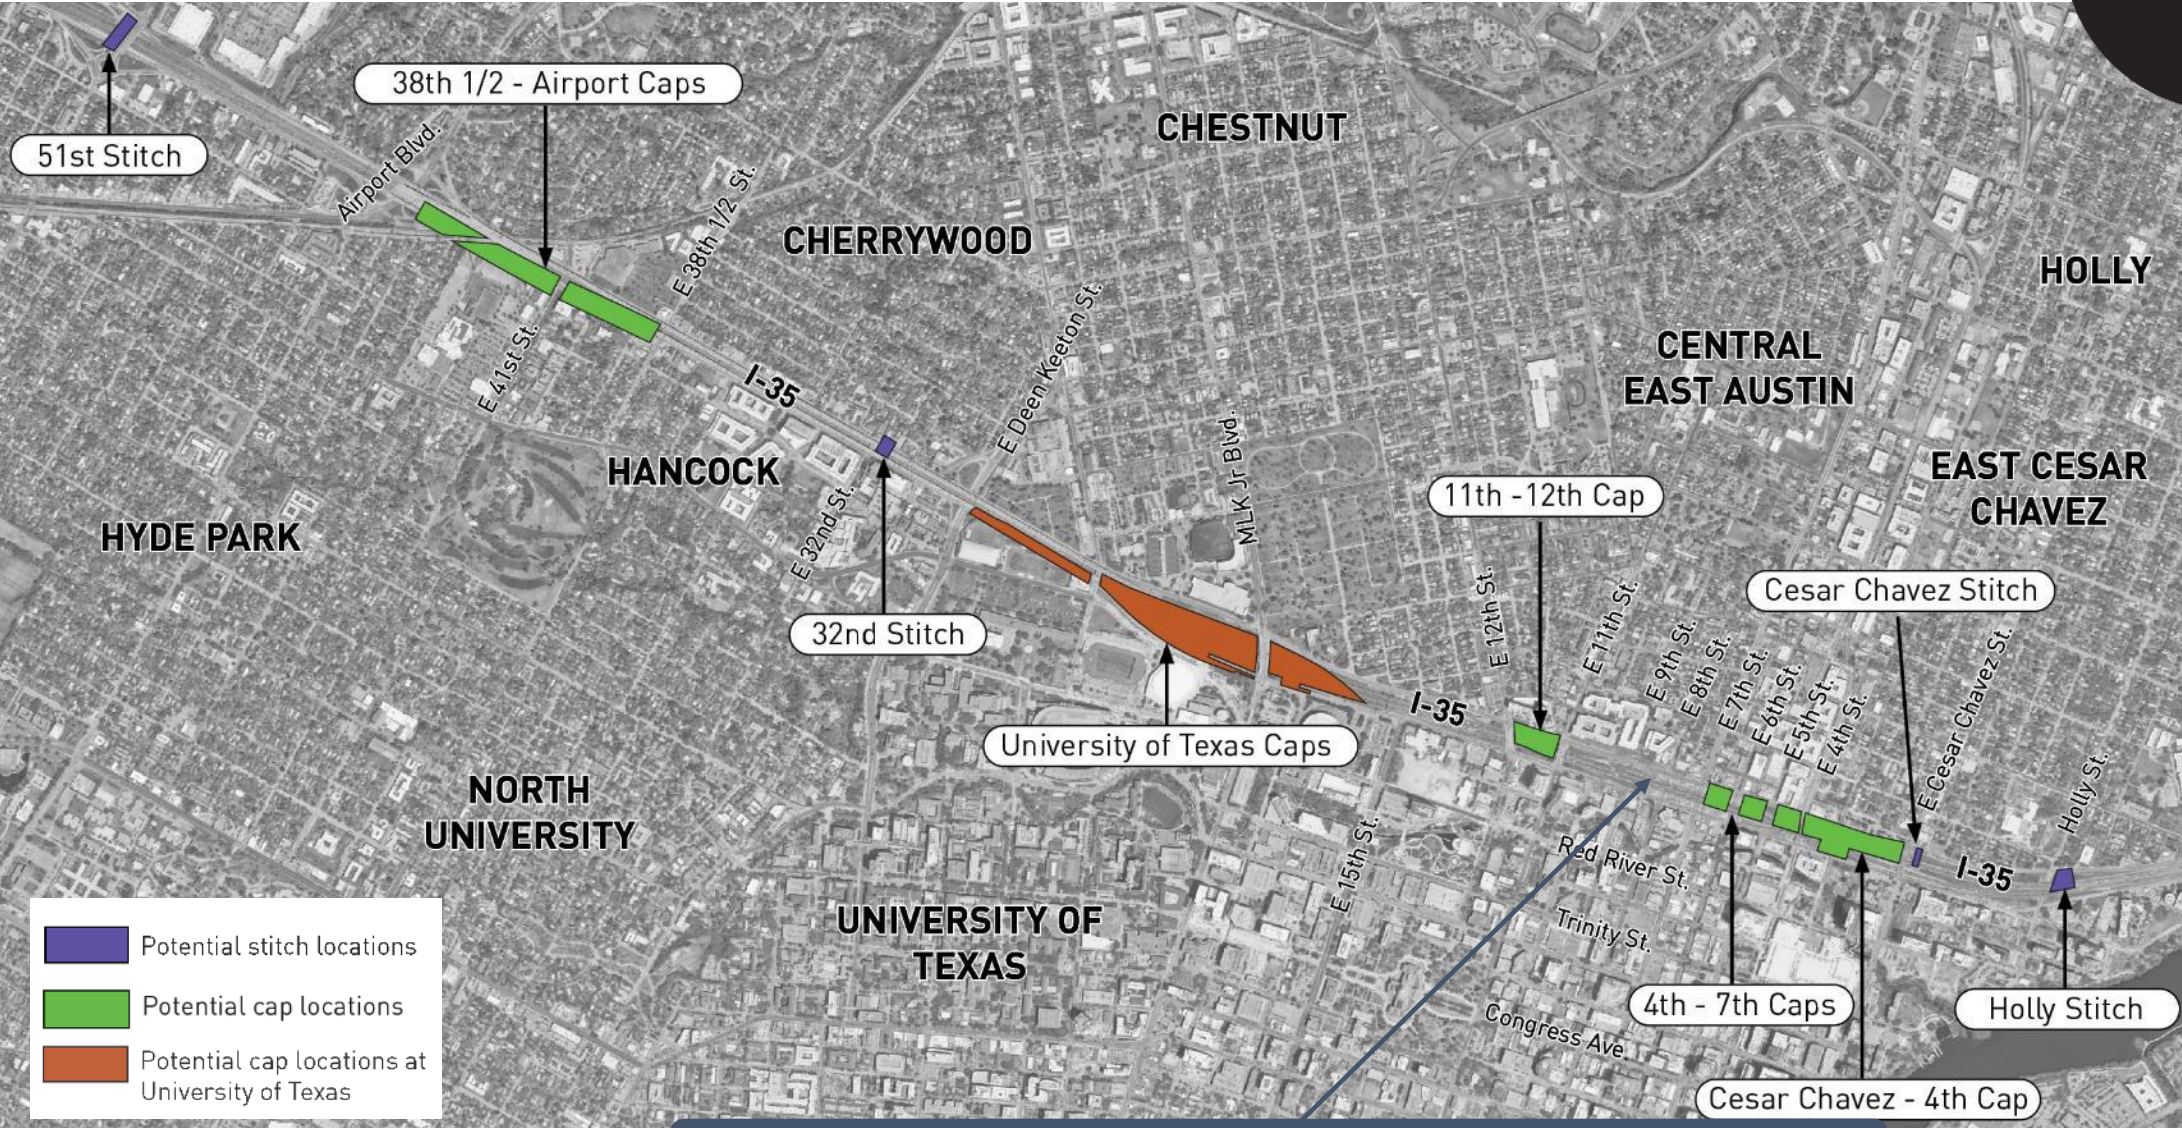 38th 1/2 - Airport Caps
51st Stitch
Airport Blvd.
E 38th 1/2 St.
CHESTNUT
CHERRYWOOD
HOLLY
E 41st St.
I-35
E Deen Keeton St.
CENTRAL
EAST AUSTIN
HANCOCK
HYDE PARK
E 32nd St.
MLK Jr Blvd.
11th -12th Cap
EAST CESAR
CHAVEZ
32nd Stitch
E 12th St.
E 11th St.
Cesar Chavez Stitch
E 9th St.
E 8th St.
E 7th St.
E 6th St.
E 5th St.
E 4th St.
E Cesar Chavez St.
Holly St.
University of Texas Caps
I-35
NORTH
UNIVERSITY
E 15th St.
Red River St.
I-35
UNIVERSITY OF
TEXAS
Trinity St.
Congress Ave.
4th - 7th Caps
Holly Stitch
Cesar Chavez - 4th Cap
Potential stitch locations
Potential cap locations
Potential cap locations at
University of Texas